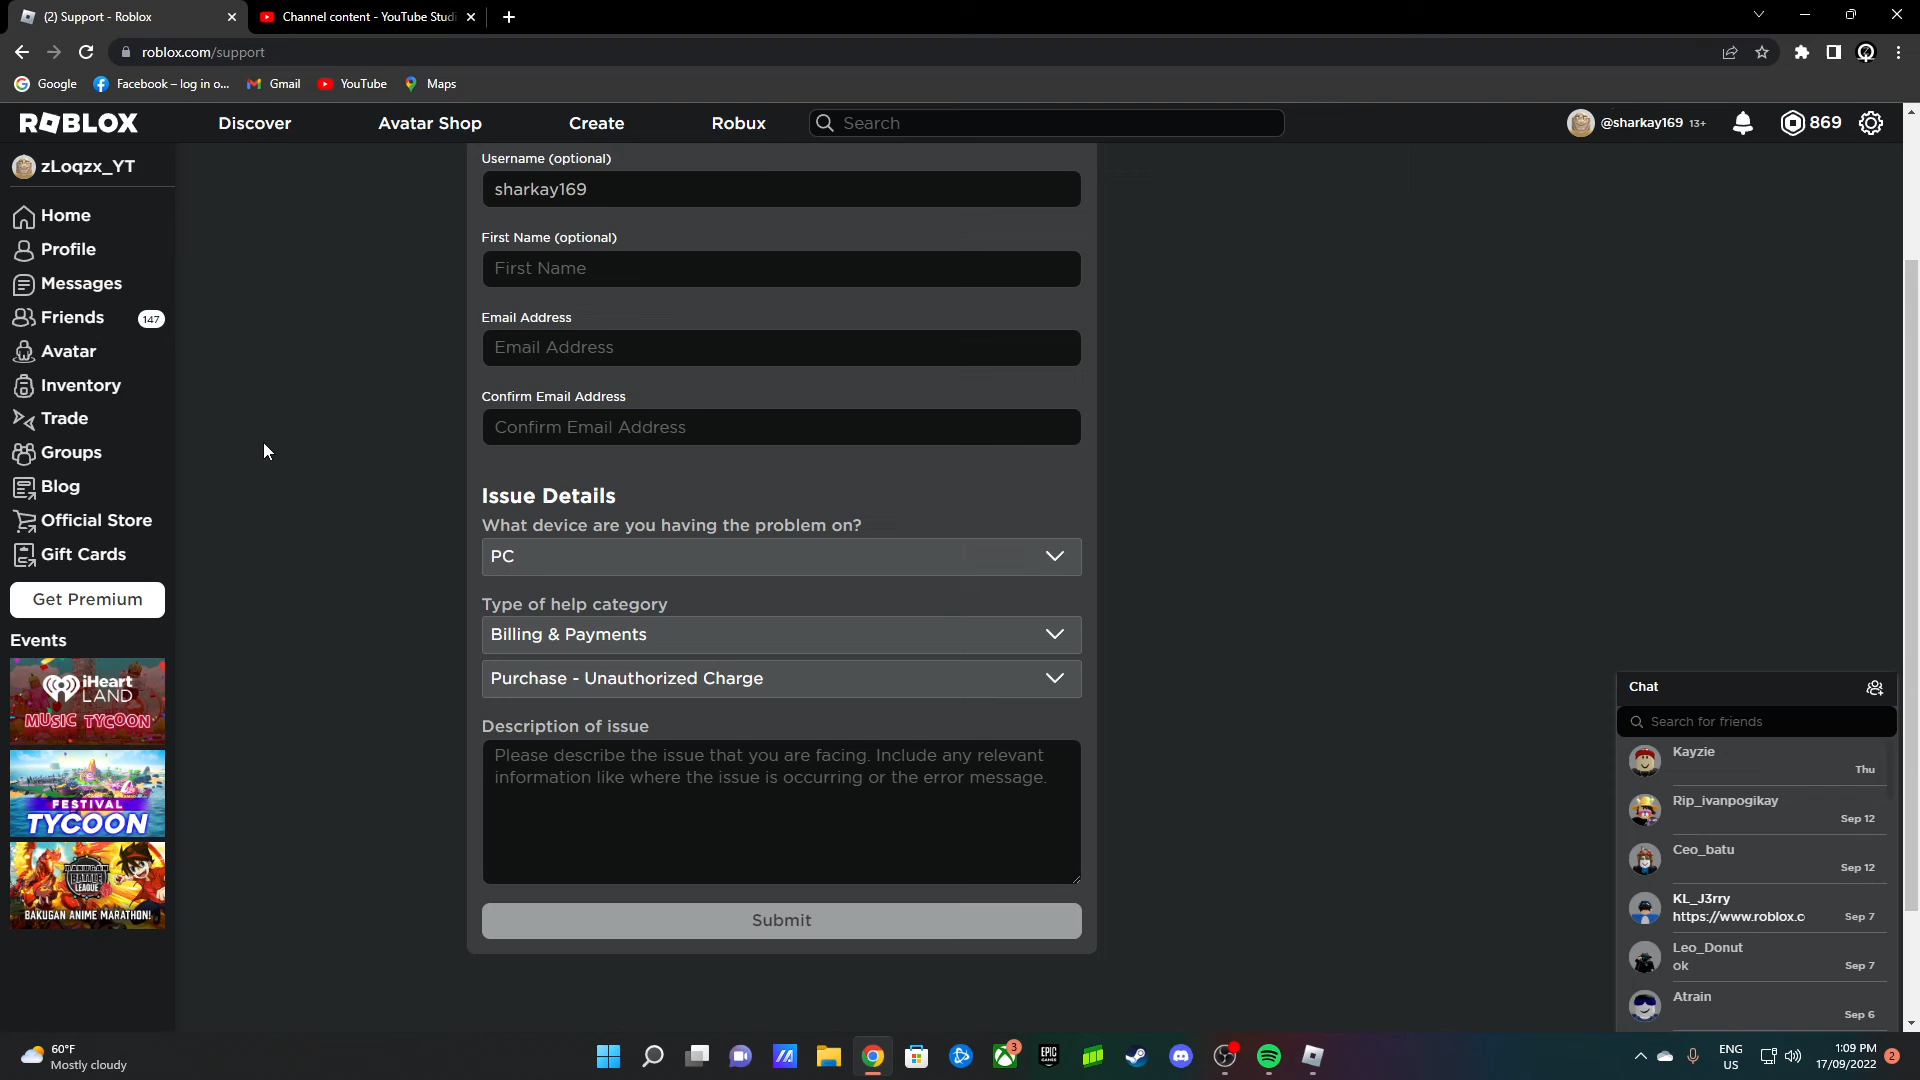 (2) Support - Roblox
Channel content - YouTube Studi
roblox.com/support
Google
Facebook – log in o...
Gmail
YouTube
Maps
ROBLOX
Discover
Avatar Shop
Create
Robux
Search
@sharkay169 13+
869
zLoqzx_YT
Home
Profile
Messages
Friends 147
Avatar
Inventory
Trade
Groups
Blog
Official Store
Gift Cards
Get Premium
Events
iHeart
LAND
MUSIC TYCOON
FESTIVAL
TYCOON
BAKUGAN
BATTLE
LEAGUE
BAKUGAN ANIME MARATHON!
Username (optional)
sharkay169
First Name (optional)
First Name
Email Address
Email Address
Confirm Email Address
Confirm Email Address
Issue Details
What device are you having the problem on?
PC
Type of help category
Billing & Payments
Purchase - Unauthorized Charge
Description of issue
Please describe the issue that you are facing. Include any relevant
information like where the issue is occurring or the error message.
Submit
Chat
Search for friends
Kayzie
Thu
Rip_ivanpogikay
Sep 12
Ceo_batu
Sep 12
KL_J3rry
https://www.roblox.c
Sep 7
Leo_Donut
ok
Sep 7
Atrain
Sep 6
60°F
Mostly cloudy
EPIC
GAMES
3
ENG
US
1:09 PM
17/09/2022
2